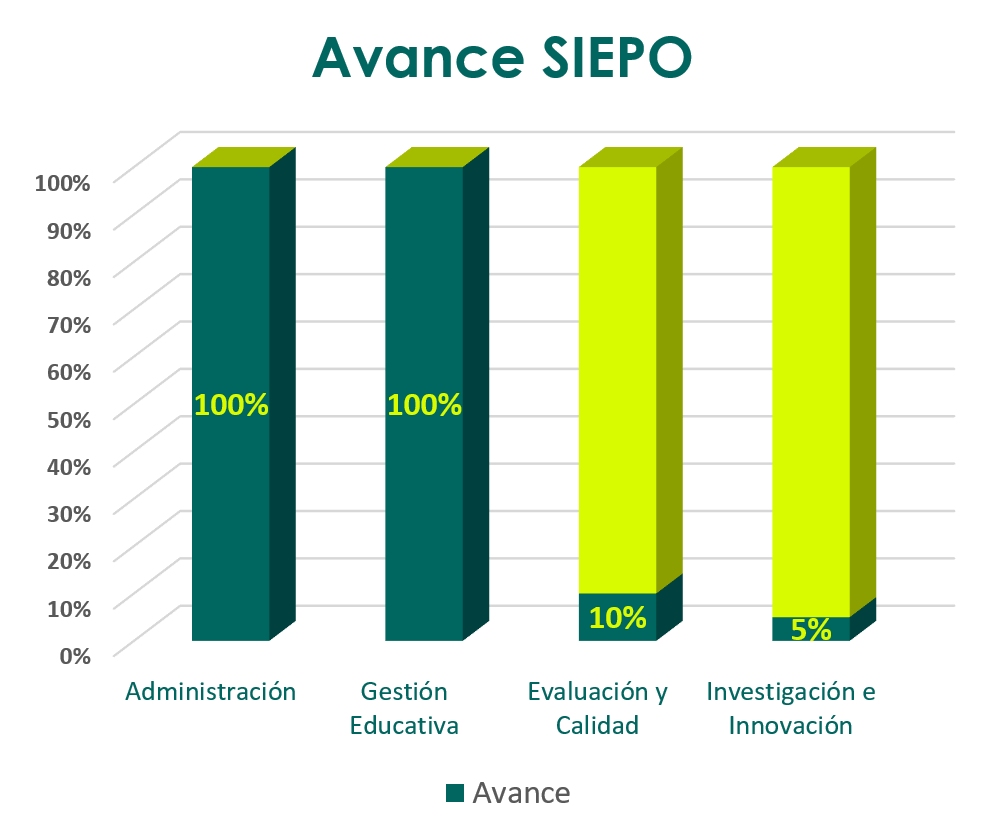 Avance SIEPO
100%
90%
80%
70%
60%
50%
40%
30%
20%
10%
0%
100%
100%
10%
5%
Administración
Gestión
Educativa
Evaluación y
Calidad
Investigación e
Innovación
Avance